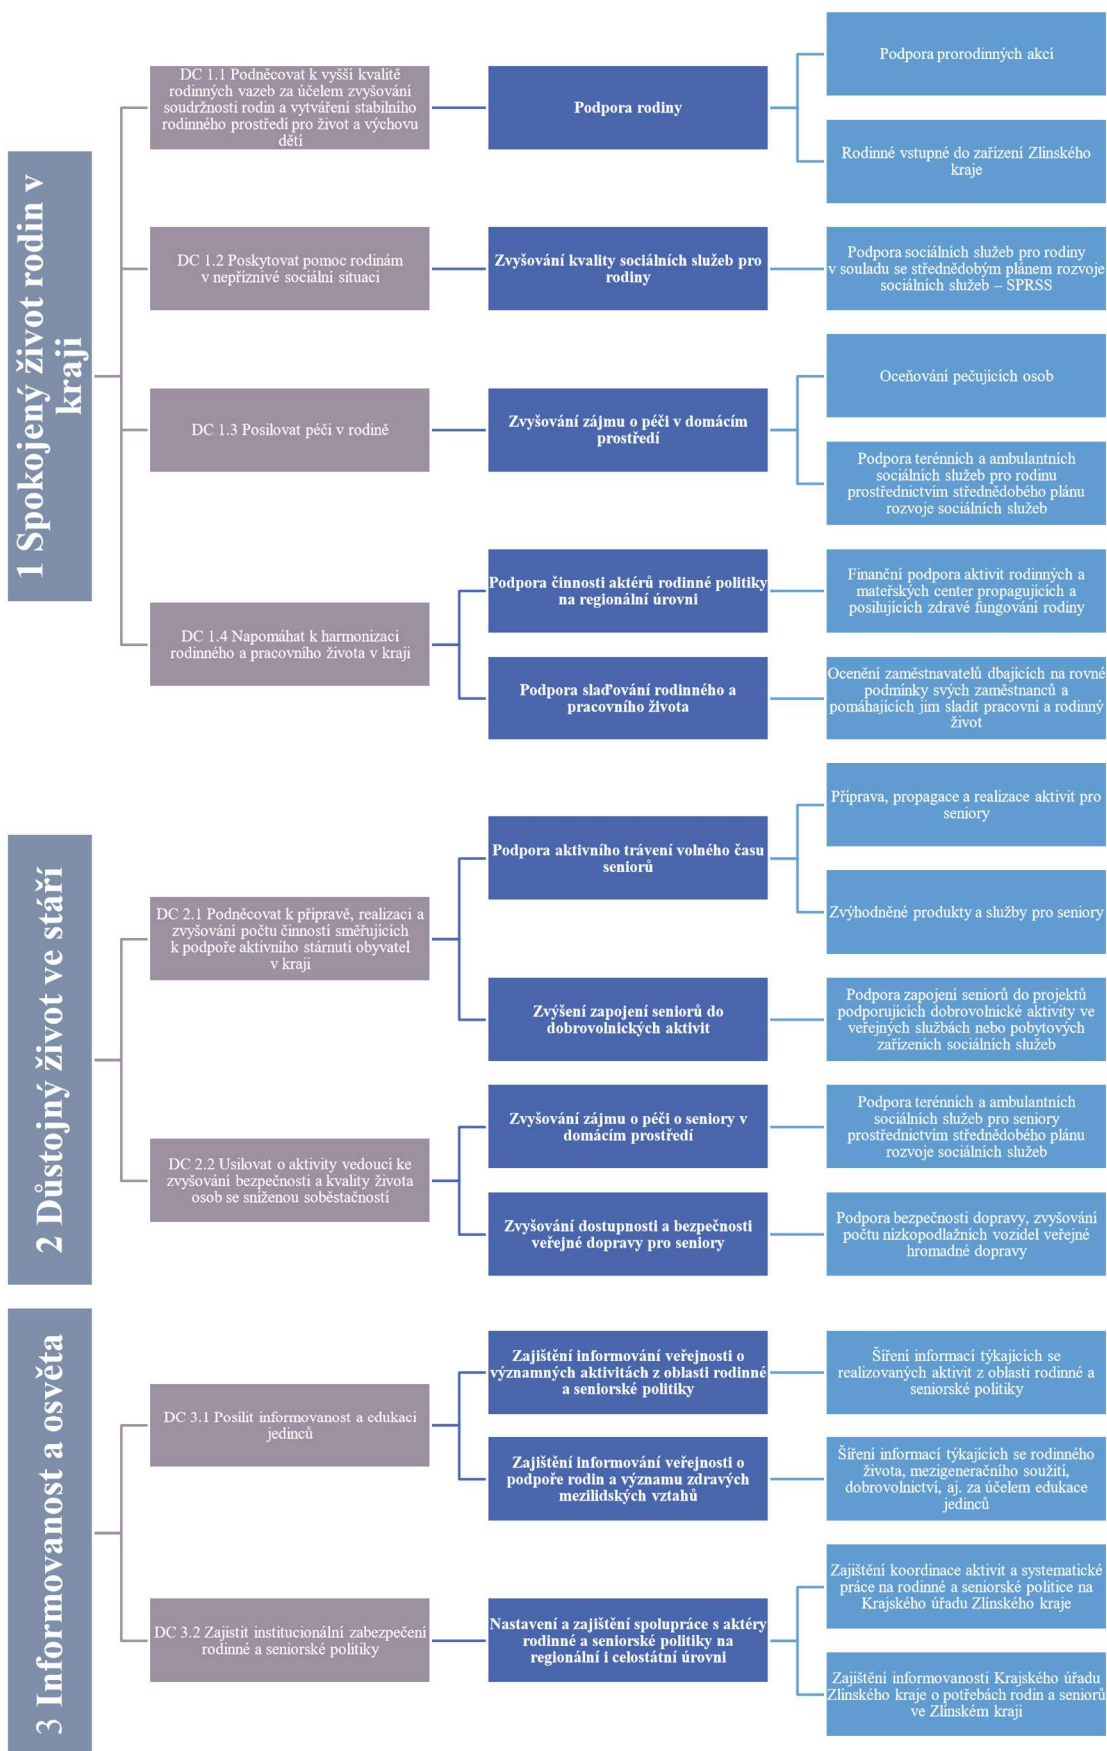 1 Spokojený život rodin v
kraji
DC 1.1 Podněcovat k vyšší kvalitě
rodinných vazeb za účelem zvyšování
soudržnosti rodin a vytváření stabilního
rodinného prostředí pro život a výchovu
dětí
Podpora rodiny
Podpora prorodinných akcí
Rodinné vstupné do zařízení Zlínského
kraje
DC 1.2 Poskytovat pomoc rodinám
v nepříznivé sociální situaci
Zvyšování kvality sociálních služeb pro
rodiny
Podpora sociálních služeb pro rodiny
v souladu se střednědobým plánem rozvoje
sociálních služeb – SPRSS
DC 1.3 Posilovat péči v rodině
Zvyšování zájmu o péči v domácím
prostředí
Oceňování pečujících osob
Podpora terénních a ambulantních
sociálních služeb pro rodinu
prostřednictvím střednědobého plánu
rozvoje sociálních služeb
DC 1.4 Napomáhat k harmonizaci
rodinného a pracovního života v kraji
Podpora činnosti aktérů rodinné politiky
na regionální úrovni
Finanční podpora aktivit rodinných a
mateřských center propagujících a
posilujících zdravé fungování rodiny
Podpora slaďování rodinného a
pracovního života
Ocenění zaměstnavatelů dbajících na rovné
podmínky svých zaměstnanců a
pomáhajících jim sladit pracovní a rodinný
život
2 Důstojný život ve stáří
DC 2.1 Podněcovat k přípravě, realizaci a
zvyšování počtu činností směřujících
k podpoře aktivního stárnutí obyvatel
v kraji
Podpora aktivního trávení volného času
seniorů
Příprava, propagace a realizace aktivit pro
seniory
Zvýhodněné produkty a služby pro seniory
Zvýšení zapojení seniorů do
dobrovolnických aktivit
Podpora zapojení seniorů do projektů
podporujících dobrovolnické aktivity ve
veřejných službách nebo pobytových
zařízeních sociálních služeb
DC 2.2 Usilovat o aktivity vedoucí ke
zvyšování bezpečnosti a kvality života
osob se sníženou soběstačností
Zvyšování zájmu o péči o seniory v
domácím prostředí
Podpora terénních a ambulantních
sociálních služeb pro seniory
prostřednictvím střednědobého plánu
rozvoje sociálních služeb
Zvyšování dostupnosti a bezpečnosti
veřejné dopravy pro seniory
Podpora bezpečnosti dopravy, zvyšování
počtu nízkopodlažních vozidel veřejné
hromadné dopravy
3 Informovanost a osvěta
DC 3.1 Posílit informovanost a edukaci
jedinců
Zajištění informování veřejnosti o
významných aktivitách z oblasti rodinné
a seniorské politiky
Šíření informací týkajících se
realizovaných aktivit z oblasti rodinné a
seniorské politiky
Zajištění informování veřejnosti o
podpoře rodin a významu zdravých
mezilidských vztahů
Šíření informací týkajících se rodinného
života, mezigeneračního soužití,
dobrovolnictví, aj. za účelem edukace
jedinců
DC 3.2 Zajistit institucionální zabezpečení
rodinné a seniorské politiky
Nastavení a zajištění spolupráce s aktéry
rodinné a seniorské politiky na
regionální i celostátní úrovni
Zajištění koordinace aktivit a systematické
práce na rodinné a seniorské politice na
Krajského úřadu Zlínského kraje
Zajištění informovanosti Krajského úřadu
Zlínského kraje o potřebách rodin a seniorů
ve Zlínském kraji